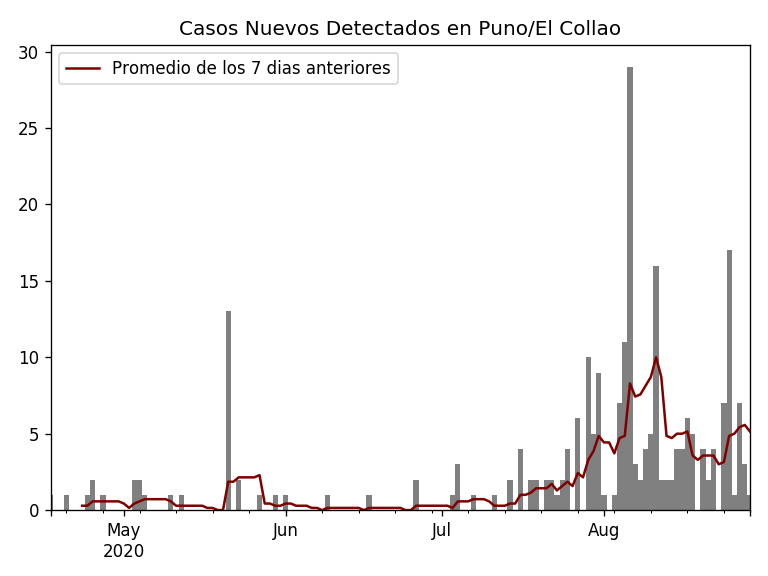 Casos Nuevos Detectados en Puno/El Collao
Promedio de los 7 dias anteriores
30
25
20
15
10
5
0
May
2020
Jun
Jul
Aug